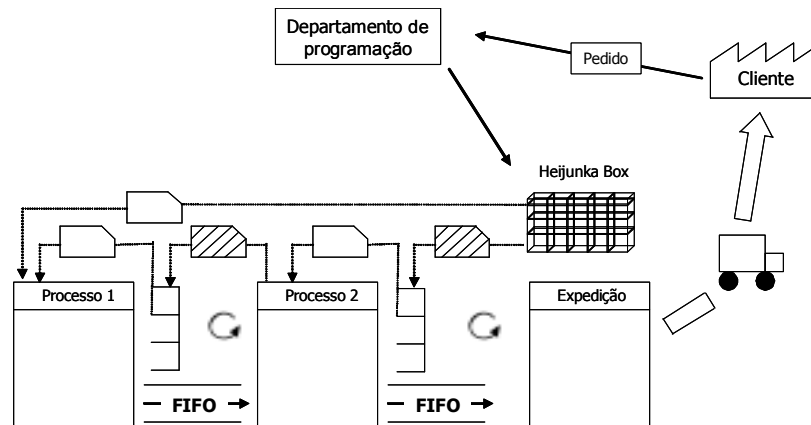 Departamento de
programação
Pedido
Cliente
Heijunka Box
Processo 1
Processo 2
Expedição
FIFO
FIFO